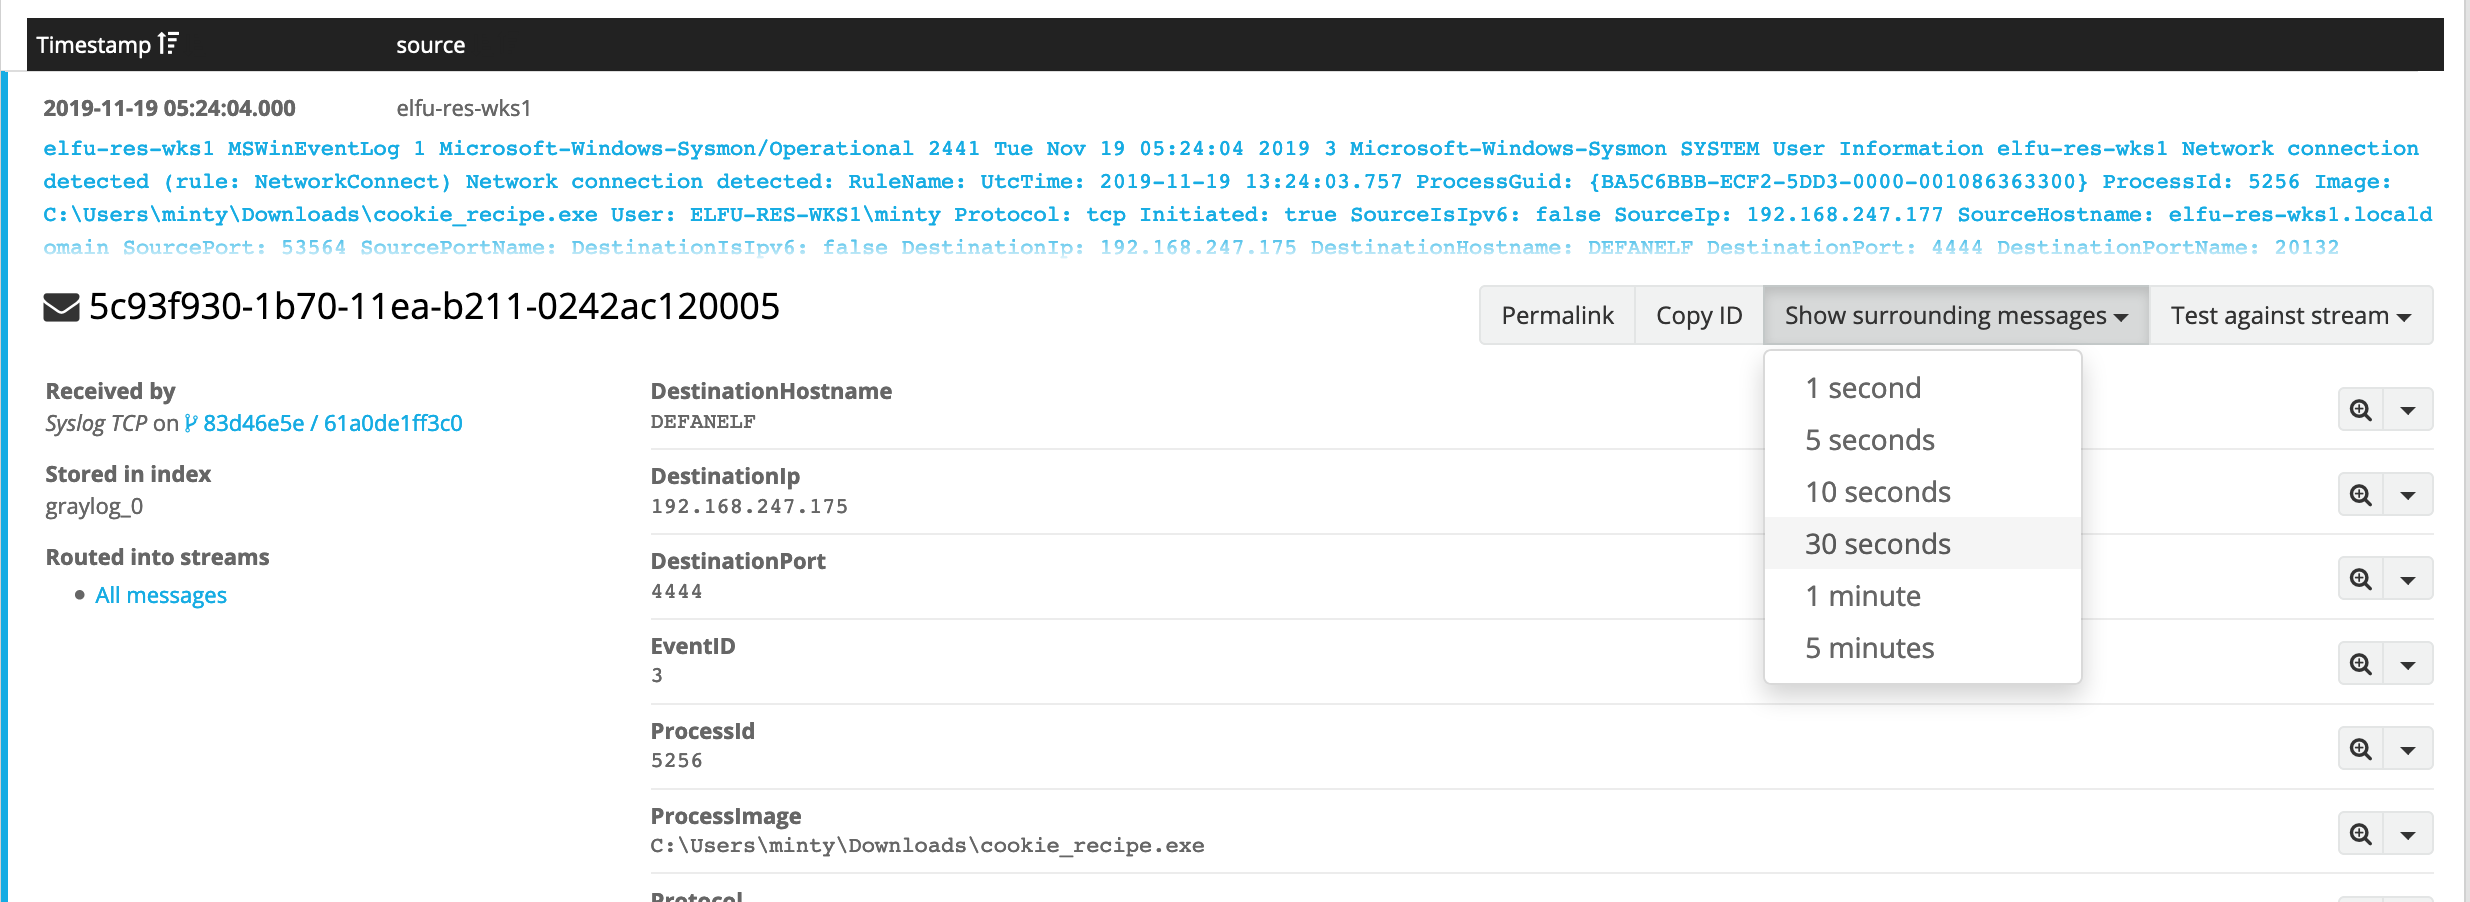 Timestamp source
2019-11-19 05:24:04.000 elfu-res-wks1
elfu-res-wks1 MSWinEventLog 1 Microsoft-Windows-Sysmon/Operational 2441 Tue Nov 19 05:24:04 2019 3 Microsoft-Windows-Sysmon SYSTEM User Information elfu-res-wks1 Network connection
detected (rule: NetworkConnect) Network connection detected: RuleName: UtcTime: 2019-11-19 13:24:03.757 ProcessGuid: {BA5C6BBB-ECF2-5DD3-0000-001086363300} ProcessId: 5256 Image:
C:\Users\minty\Downloads\cookie_recipe.exe User: ELFU-RES-WKS1\minty Protocol: tcp Initiated: true SourceIsIpv6: false SourceIp: 192.168.247.177 SourceHostname: elfu-res-wks1.locald
omain SourcePort: 53564 SourcePortName: DestinationIsIpv6: false DestinationIp: 192.168.247.175 DestinationHostname: DEFANELF DestinationPort: 4444 DestinationPortName: 20132
5c93f930-1b70-11ea-b211-0242ac120005
Permalink Copy ID Show surrounding messages Test against stream
1 second
5 seconds
10 seconds
30 seconds
1 minute
5 minutes
Received by
Syslog TCP on 83d46e5e / 61a0de1ff3c0
Stored in index
graylog_0
Routed into streams
• All messages
DestinationHostname
DEFANELF
DestinationIp
192.168.247.175
DestinationPort
4444
EventID
3
ProcessId
5256
ProcessImage
C:\Users\minty\Downloads\cookie_recipe.exe
Protocol